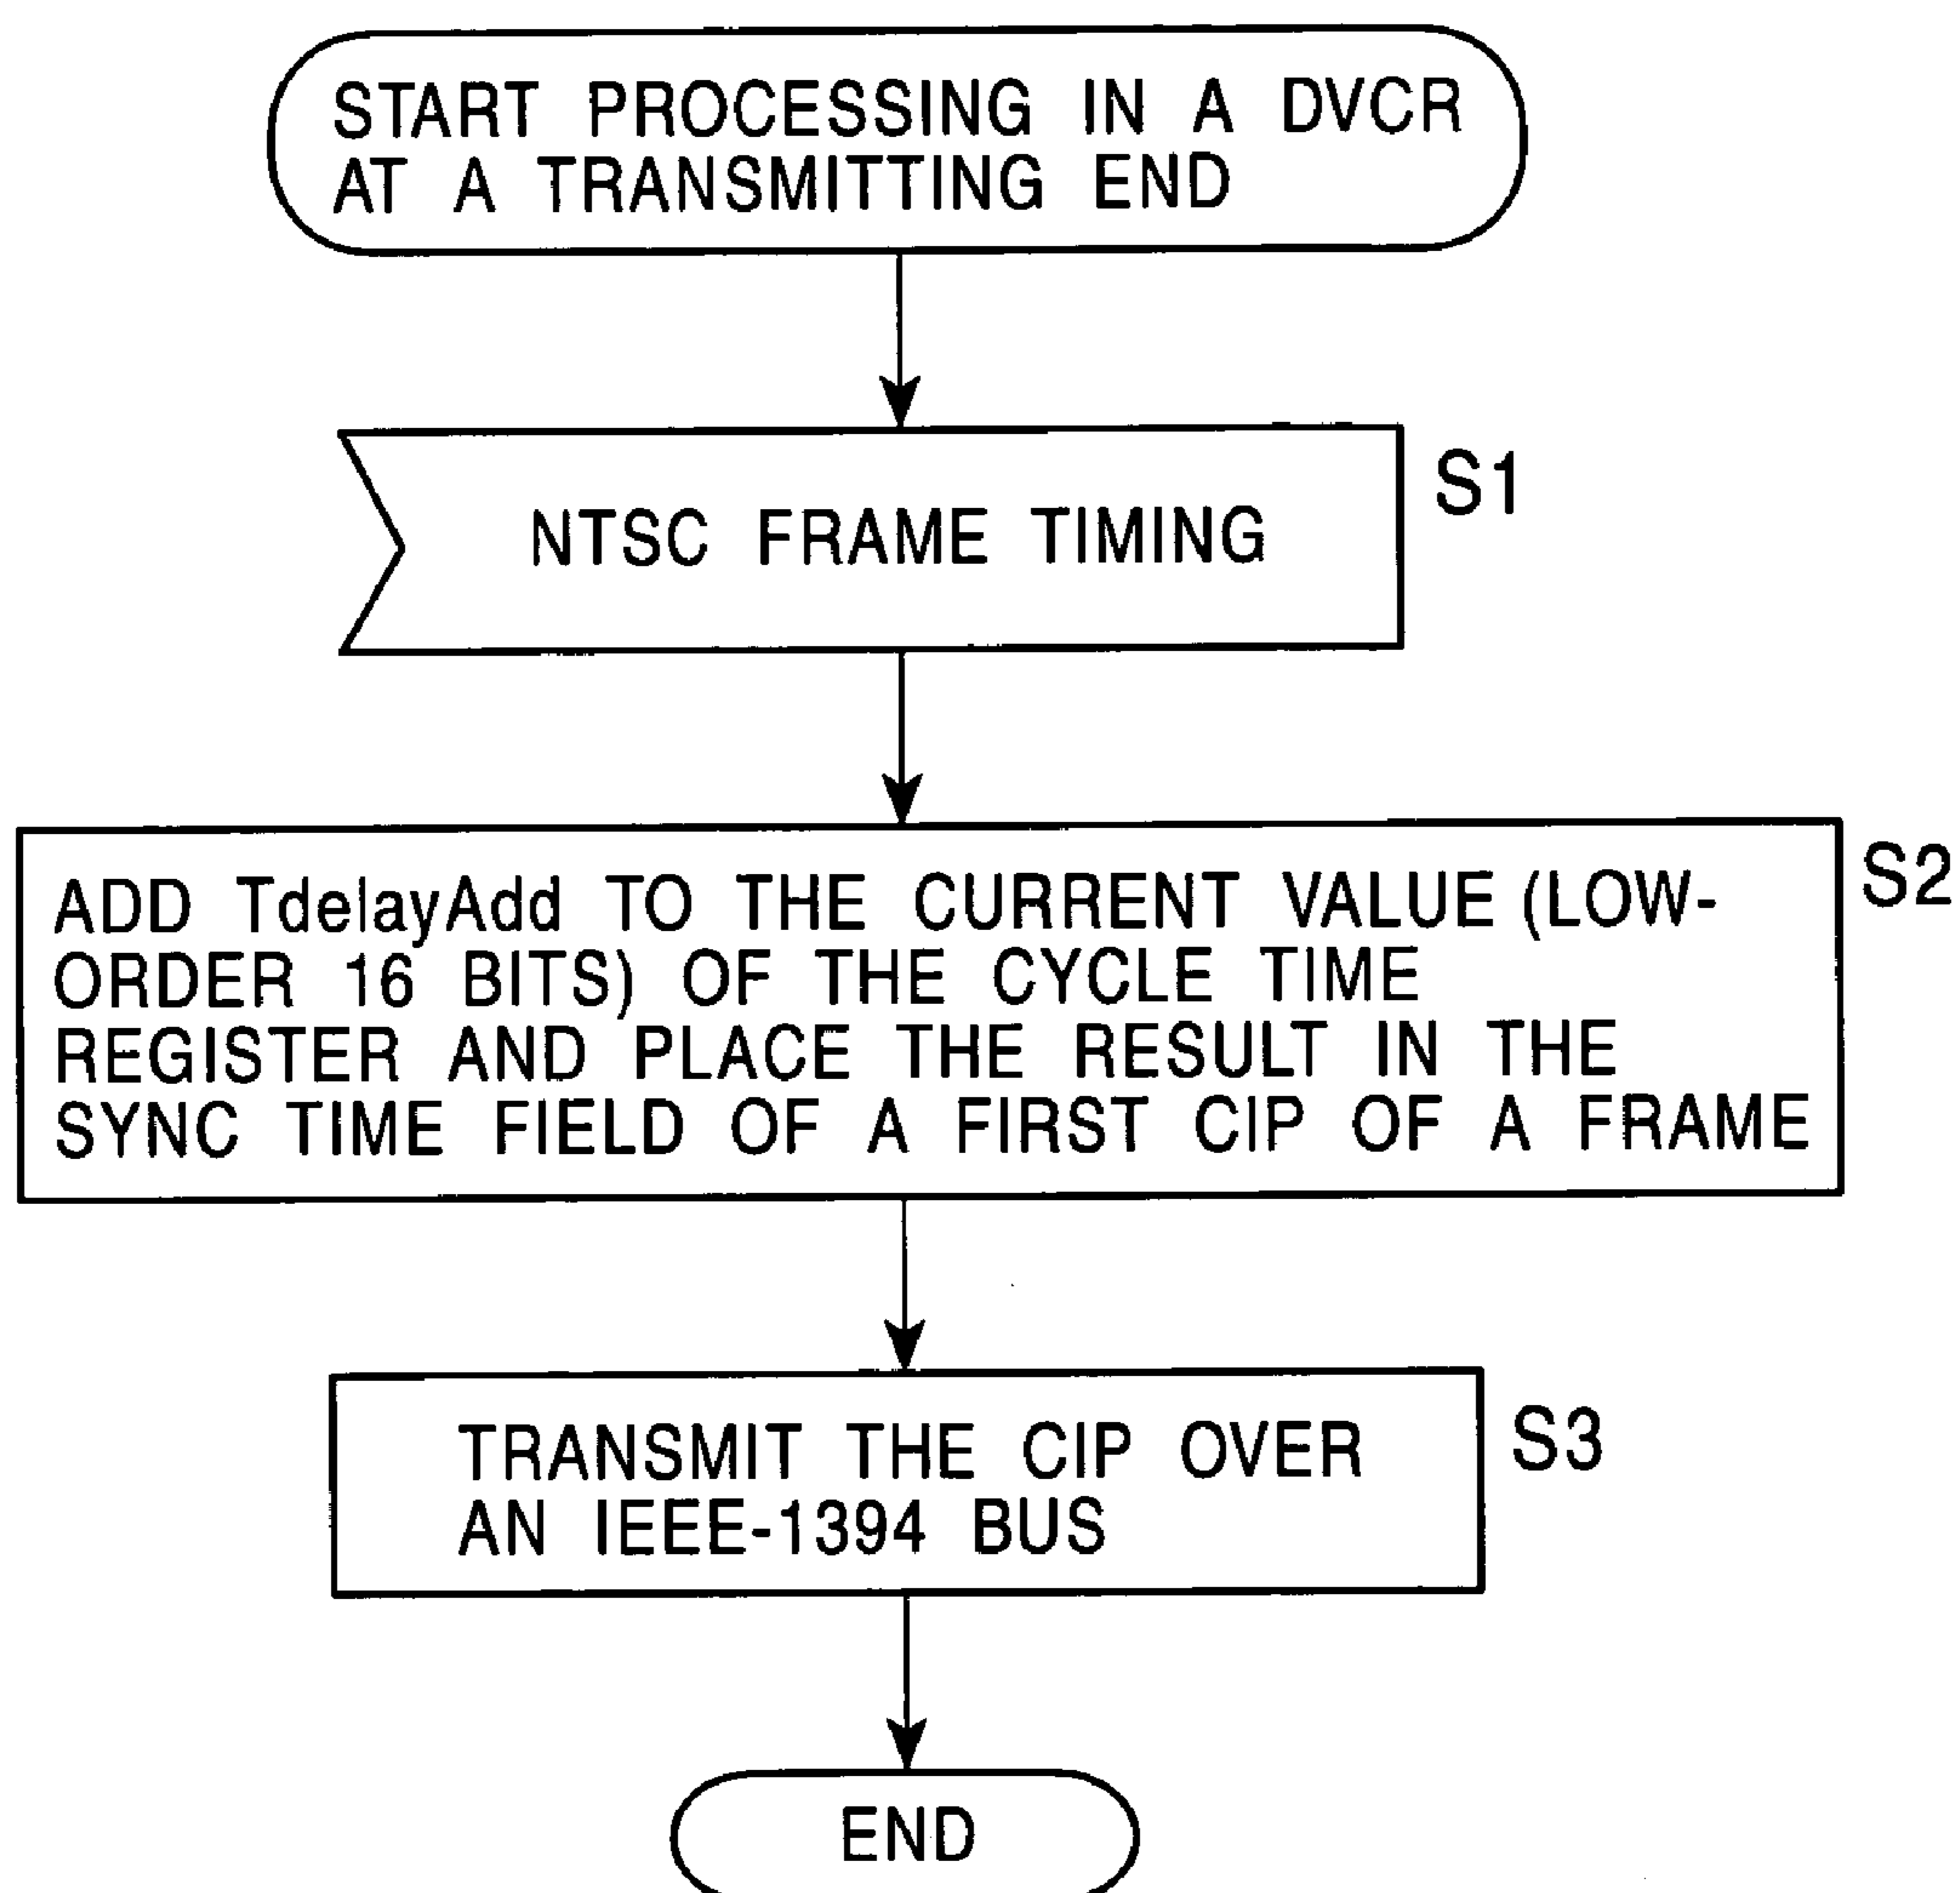 START PROCESSING IN A DVCR
AT A TRANSMITTING END
NTSC FRAME TIMING
S1
ADD TdelayAdd TO THE CURRENT VALUE (LOW-
ORDER 16 BITS) OF THE CYCLE TIME
REGISTER AND PLACE THE RESULT IN THE
SYNC TIME FIELD OF A FIRST CIP OF A FRAME
S2
TRANSMIT THE CIP OVER
AN IEEE-1394 BUS
S3
END